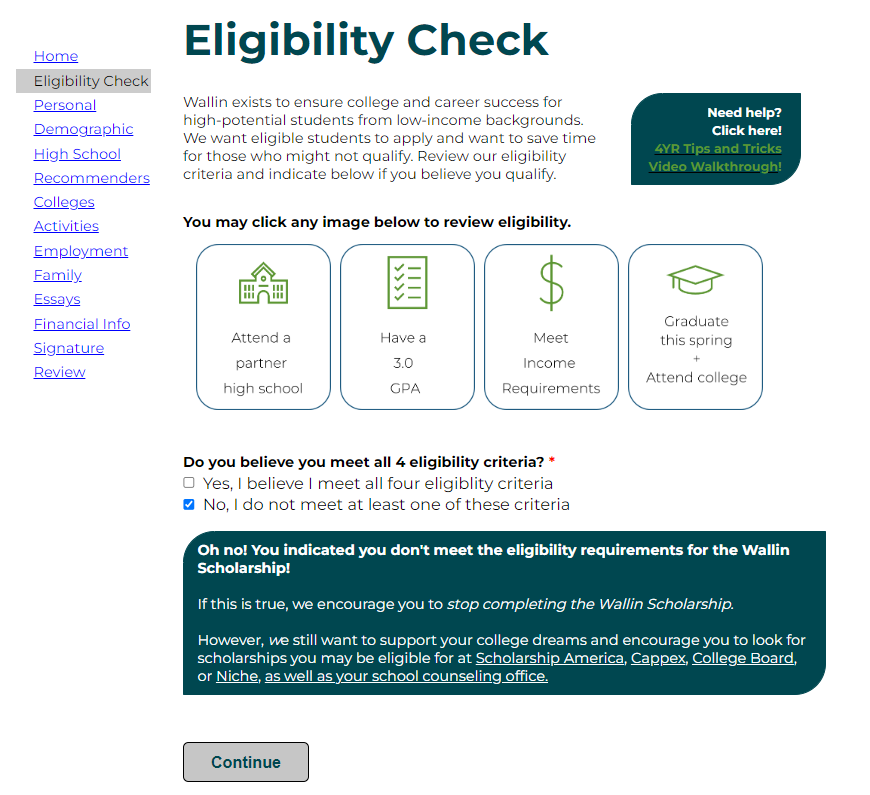 Eligibility Check
Home
Eligibility Check
Personal
Demographic
High School
Recommenders
Colleges
Activities
Employment
Family
Essays
Financial Info
Signature
Review
Wallin exists to ensure college and career success for
high-potential students from low-income backgrounds.
We want eligible students to apply and want to save time
for those who might not qualify. Review our eligibility
criteria and indicate below if you believe you qualify.
Need help?
Click here!
4YR Tips and Tricks
Video Walkthrough!
You may click any image below to review eligibility.
Attend a
partner
high school
Have a
3.0
GPA
Meet
Income
Requirements
Graduate
this spring
+
Attend college
Do you believe you meet all 4 eligibility criteria? *
Yes, I believe I meet all four eligiblity criteria
No, I do not meet at least one of these criteria
Oh no! You indicated you don't meet the eligibility requirements for the Wallin
Scholarship!
If this is true, we encourage you to stop completing the Wallin Scholarship.
However, we still want to support your college dreams and encourage you to look for
scholarships you may be eligible for at Scholarship America, Cappex, College Board,
or Niche, as well as your school counseling office.
Continue